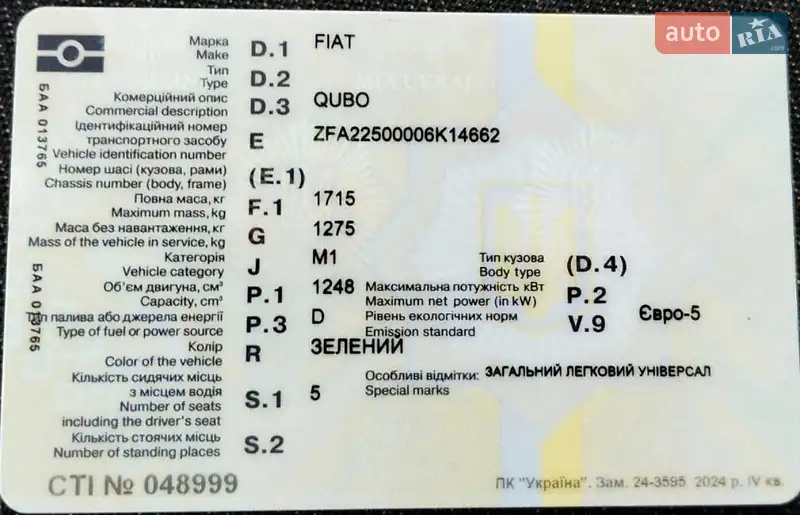 auto RIA
Марка
Make D.1 FIAT
Тип
Type D.2
Комерційний опис
Commercial description D.3 QUBO
Ідентифікаційний номер
транспортного засобу
Vehicle identification number E ZFA22500006K14662
Номер шасі (кузова, рами)
Chassis number (body, frame) (E.1)
Повна маса, кг
Maximum mass, kg F.1 1715
Маса без навантаження, кг
Mass of the vehicle in service, kg G 1275
Категорія
Vehicle category J M1
Тип кузова
Body type (D.4)
Об'єм двигуна, см³
Capacity, cm³ P.1 1248
Максимальна потужність кВт
Maximum net power (in kW) P.2
Тип палива або джерела енергії
Type of fuel or power source P.3 D
Рівень екологічних норм
Emission standard V.9 Євро-5
Колір
Color of the vehicle R ЗЕЛЕНИЙ
Кількість сидячих місць
з місцем водія
Number of seats
including the driver's seat S.1 5
Особливі відмітки: ЗАГАЛЬНИЙ ЛЕГКОВИЙ УНІВЕРСАЛ
Special marks
Кількість стоячих місць
Number of standing places S.2
СТІ № 048999
ПК "Україна". Зам. 24-3595 2024 р. IV кв.
БАА 013765
БАА 013765